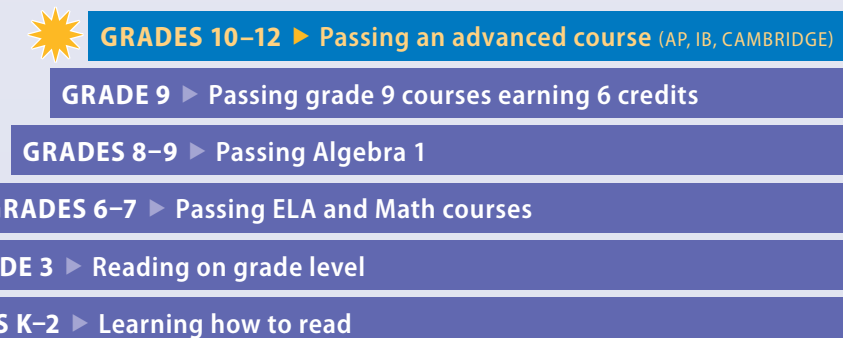 GRADES 10–12 ▶ Passing an advanced course (AP, IB, CAMBRIDGE)
GRADE 9 ▶ Passing grade 9 courses earning 6 credits
GRADES 8–9 ▶ Passing Algebra 1
RADES 6–7 ▶ Passing ELA and Math courses
DE 3 ▶ Reading on grade level
S K–2 ▶ Learning how to read